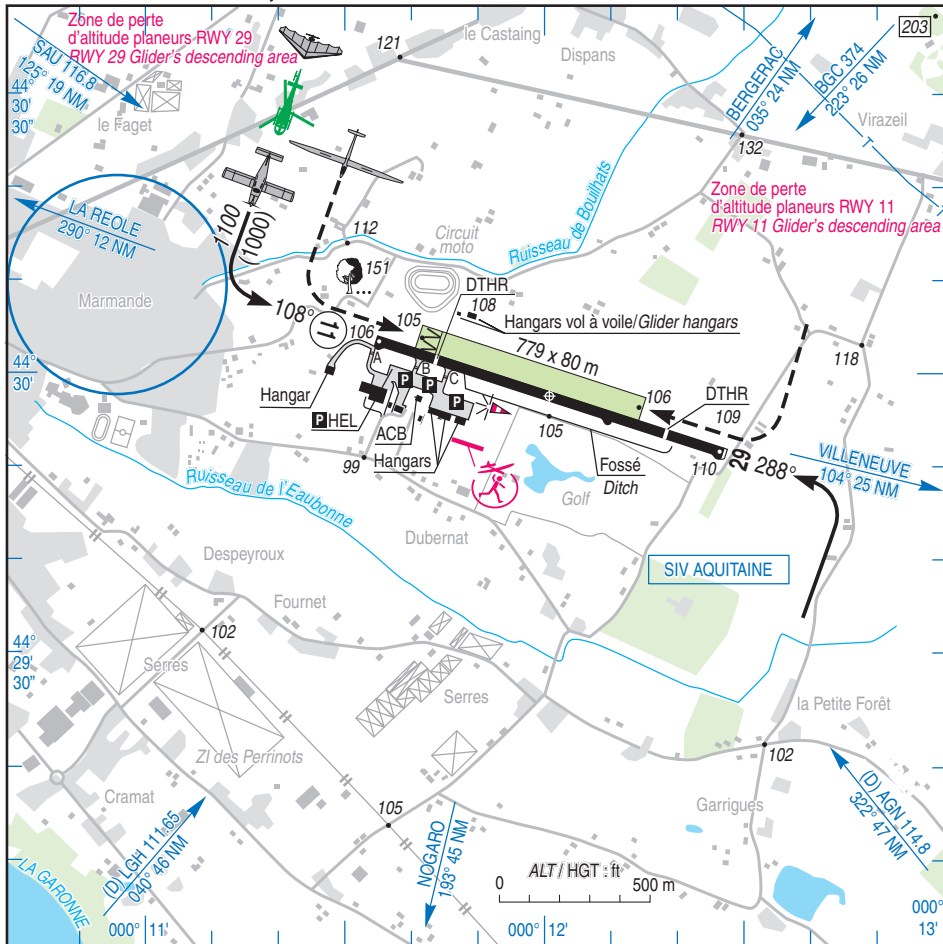 Zone de perte
d'altitude planeurs RWY 29
RWY 29 Glider's descending area
SAU 116.8
125° 19 NM
44°
30'
30"
le Faget
121
le Castaing
Dispans
BERGERAC
035° 24 NM
BGC 374
223° 26 NM
203
Virazeil
132
Zone de perte
d'altitude planeurs RWY 11
RWY 11 Glider's descending area
LA REOLE
290° 12 NM
1100
(1000)
112
Circuit
moto
Ruisseau de Bouilhats
Marmande
151
108°
11
DTHR
108
Hangars vol à voile/Glider hangars
105
106
779 x 80 m
118
44°
30'
A
B
C
P
P
P
Hangar
P HEL
ACB
Hangars
106
DTHR
109
105
99
110
29
288°
VILLENEUVE
104° 25 NM
Fossé
Ditch
Golf
Ruisseau de l'Eaubonne
Dubernat
Despeyroux
SIV AQUITAINE
Fournet
102
44°
29'
30"
Serres
Serres
la Petite Forêt
ZI des Perrinots
102
Cramat
105
Garrigues
(D) LGH 111.65
040° 46 NM
NOGARO
193° 45 NM
(D) AGN 114.8
322° 47 NM
LA GARONNE
ALT / HGT : ft
0
500 m
000° 11'
000° 12'
000°
13'